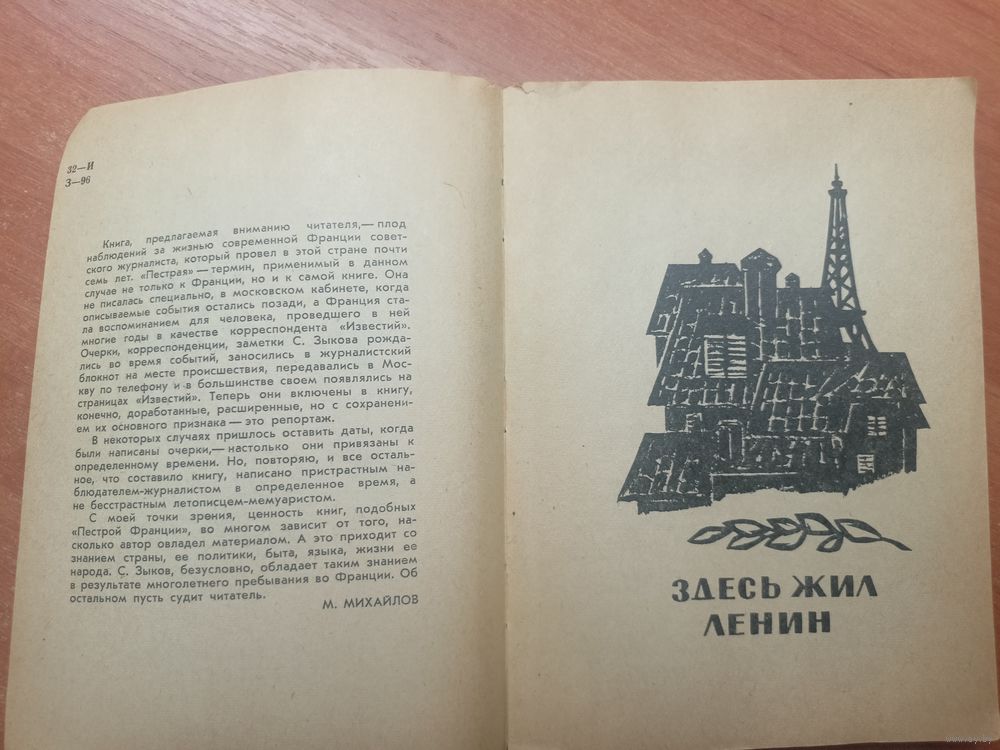 32—И
З—96
Книга, предлагаемая вниманию читателя,— плод
наблюдений за жизнью современной Франции совет-
ского журналиста, который провел в этой стране почти
семь лет. «Пестрая» — термин, применимый в данном
случае не только к Франции, но и к самой книге. Она
не писалась специально, в московском кабинете, когда
описываемые события остались позади, а Франция ста-
ла воспоминанием для человека, проведшего в ней
многие годы в качестве корреспондента «Известий».
Очерки, корреспонденции, заметки С. Зыкова рожда-
лись во время событий, заносились в журналистский
блокнот на месте происшествия, передавались в Мос-
кву по телефону и в большинстве своем появлялись на
страницах «Известий». Теперь они включены в книгу,
конечно, доработанные, расширенные, но с сохранени-
ем их основного признака — это репортаж.
В некоторых случаях пришлось оставить даты, когда
были написаны очерки,— настолько они привязаны к
определенному времени. Но, повторяю, и все осталь-
ное, что составило книгу, написано пристрастным на-
блюдателем-журналистом в определенное время, а
не бесстрастным летописцем-мемуаристом.
С моей точки зрения, ценность книг, подобных
«Пестрой Франции», во многом зависит от того, на-
сколько автор овладел материалом. А это приходит со
знанием страны, ее политики, быта, языка, жизни ее
народа. С. Зыков, безусловно, обладает таким знанием
в результате многолетнего пребывания во Франции. Об
остальном пусть судит читатель.
М. МИХАЙЛОВ
ЗДЕСЬ ЖИЛ
ЛЕНИН